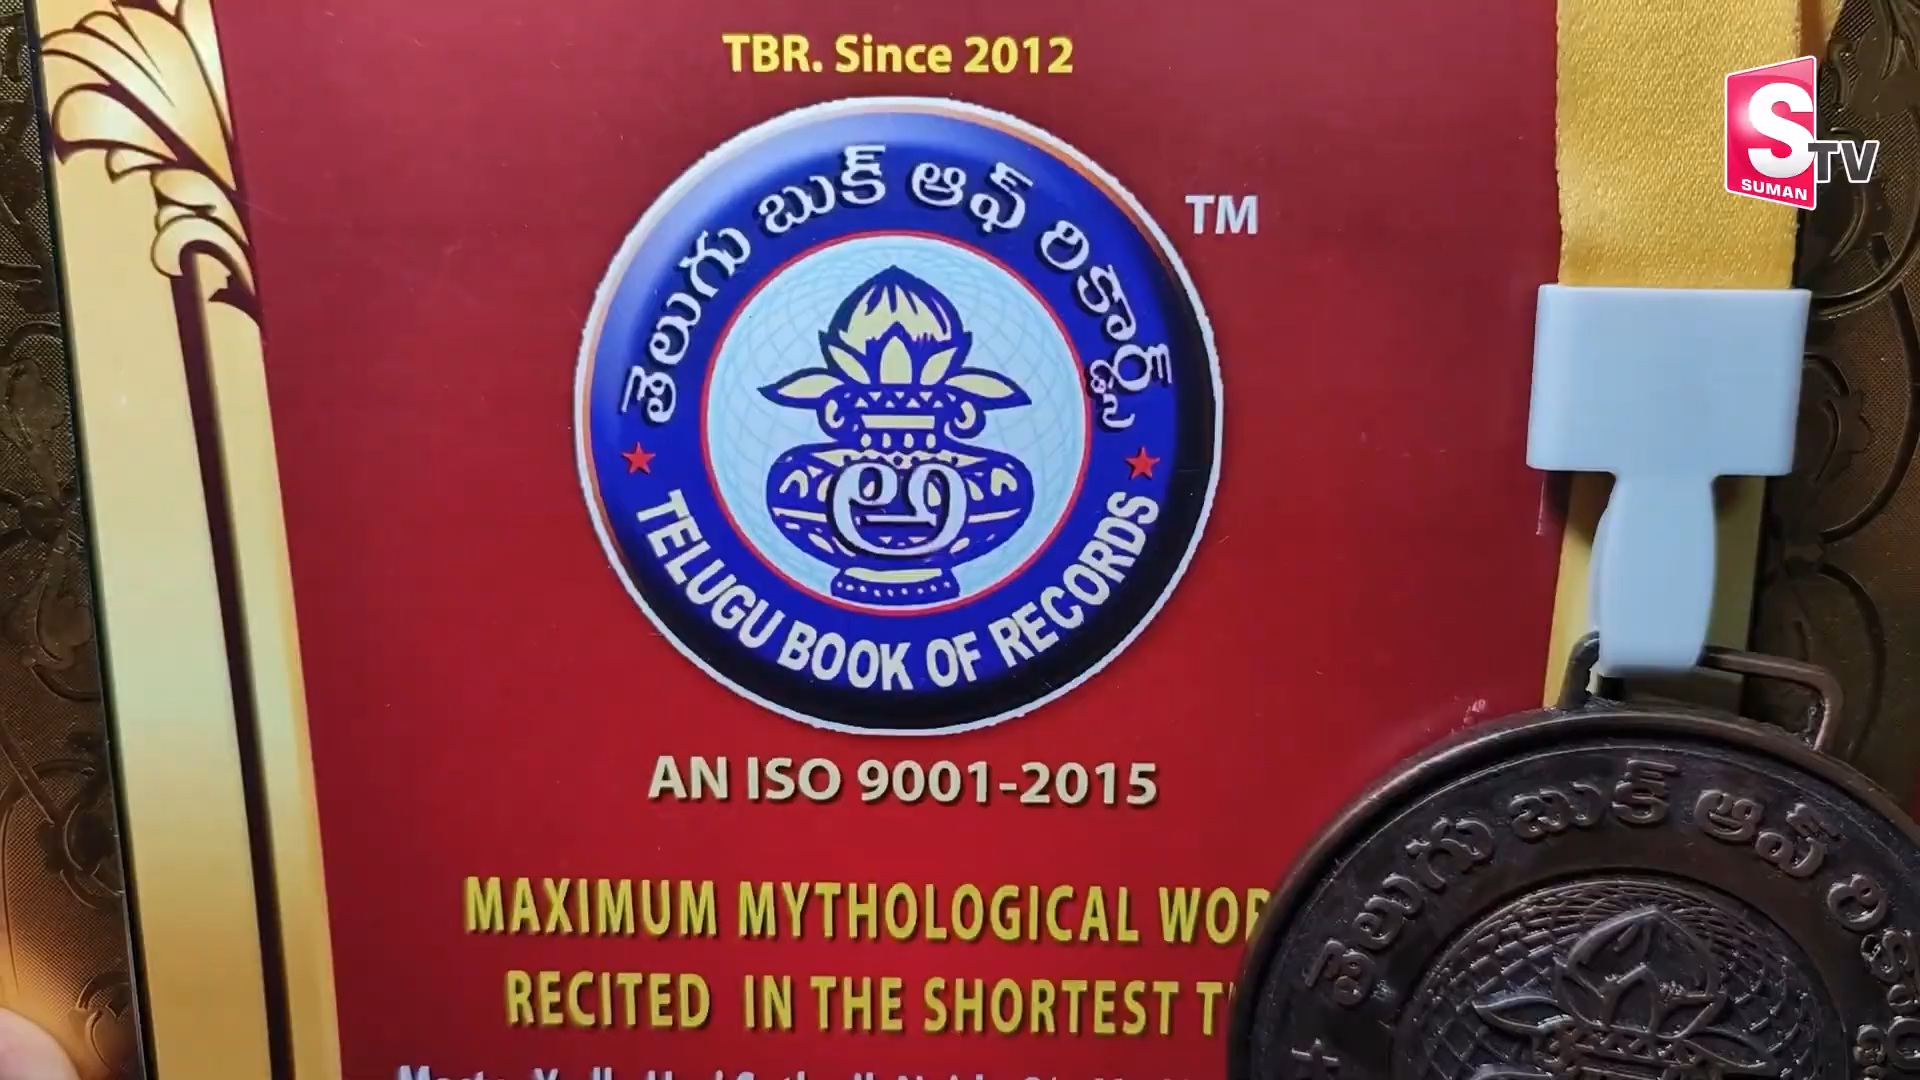 TBR. Since 2012
S
SUMAN
TV
తెలుగు బుక్ ఆఫ్ రికార్డ్స్
TM
అ
TELUGU BOOK OF RECORDS
AN ISO 9001-2015
MAXIMUM MYTHOLOGICAL
RECITED IN THE SHORTEST
తెలుగు బుక్ ఆఫ్